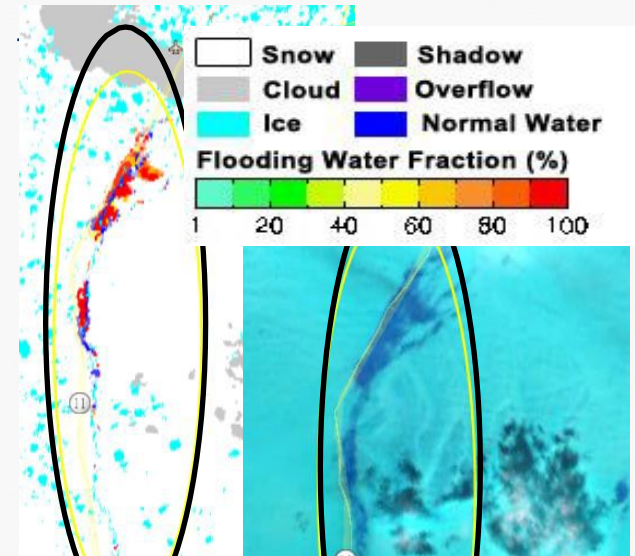 Snow Shadow
Cloud Overflow
Ice Normal Water
Flooding Water Fraction (%)
1 20 40 60 80 100
11